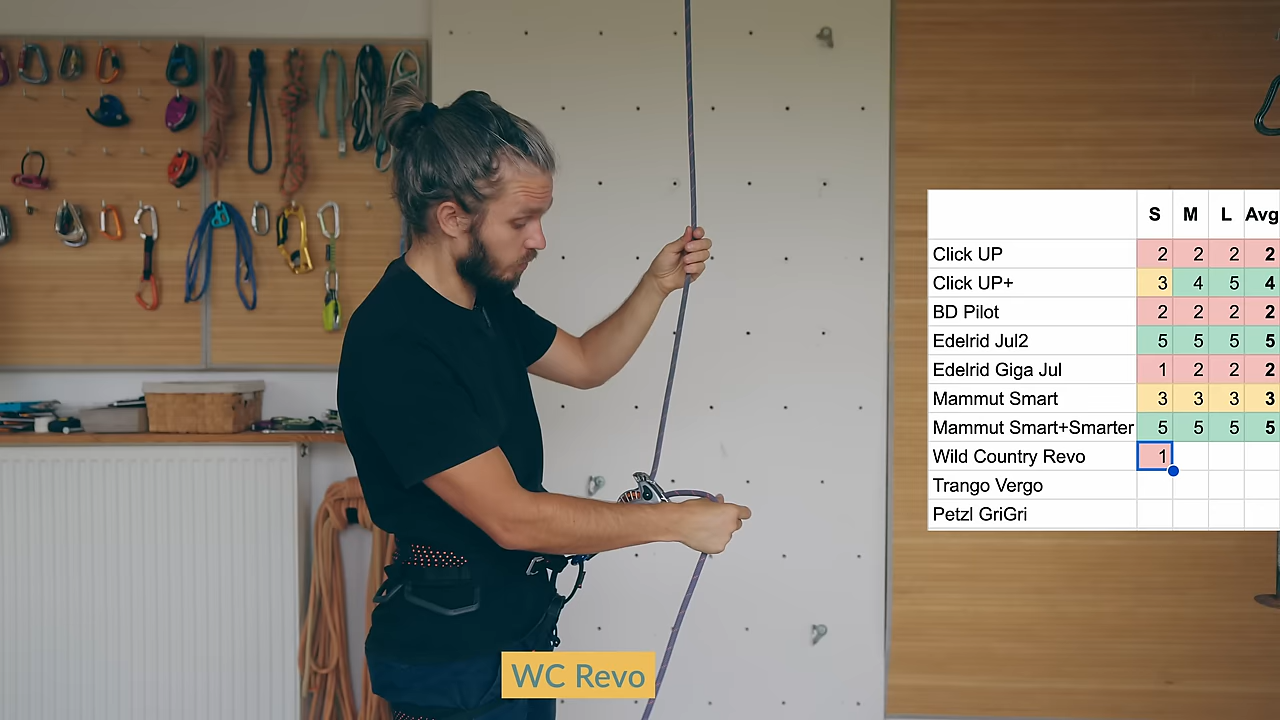 S M L Avg
Click UP 2 2 2 2
Click UP+ 3 4 5 4
BD Pilot 2 2 2 2
Edelrid Jul2 5 5 5 5
Edelrid Giga Jul 1 2 2 2
Mammut Smart 3 3 3 3
Mammut Smart+Smarter 5 5 5 5
Wild Country Revo 1
Trango Vergo
Petzl GriGri
WC Revo